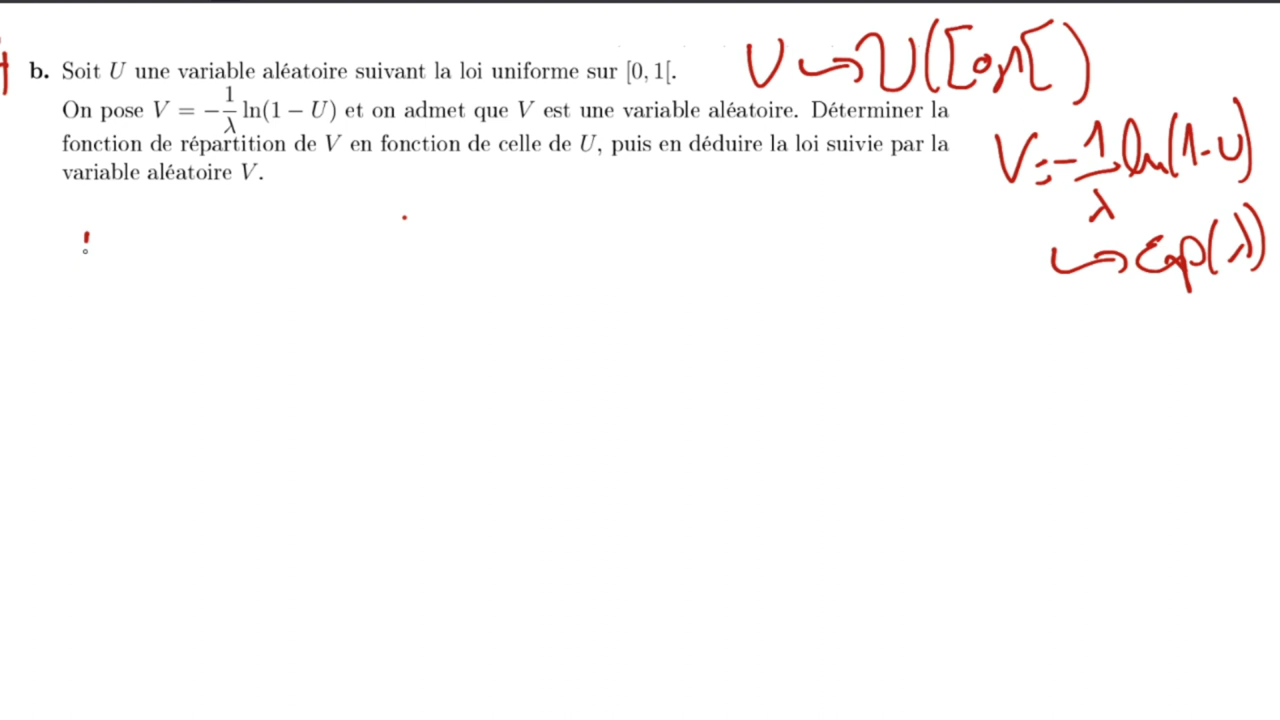 b. Soit U une variable aléatoire suivant la loi uniforme sur [0, 1[.
On pose V = −1/λ ln(1 − U) et on admet que V est une variable aléatoire. Déterminer la
fonction de répartition de V en fonction de celle de U, puis en déduire la loi suivie par la
variable aléatoire V.
U ↪ U([0,1[)
V = -1/λ ln(1-U)
↪ Exp(λ)